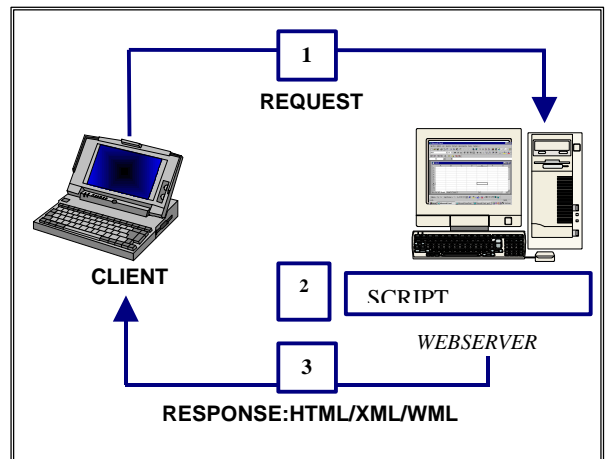 1
REQUEST
CLIENT
2
SCRIPT
WEBSERVER
3
RESPONSE:HTML/XML/WML